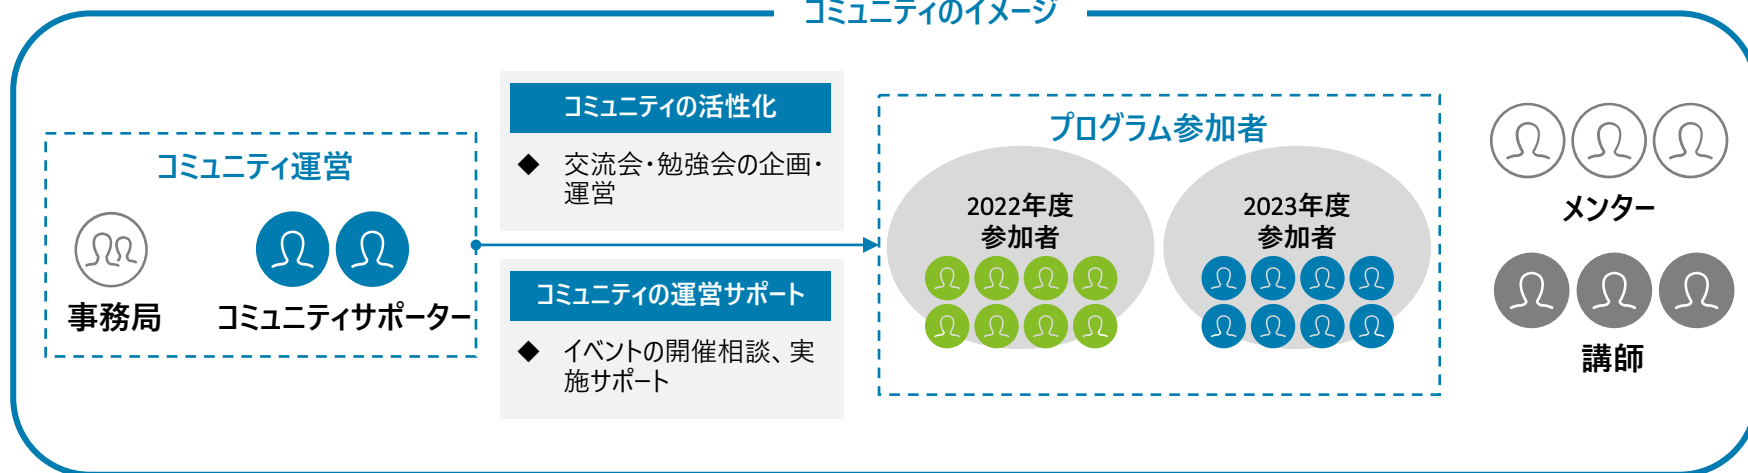 コミュニティのイメージ
コミュニティ運営
事務局
コミュニティサポーター
コミュニティの活性化
◆ 交流会・勉強会の企画・
運営
コミュニティの運営サポート
◆ イベントの開催相談、実
施サポート
プログラム参加者
2022年度
参加者
2023年度
参加者
メンター
講師